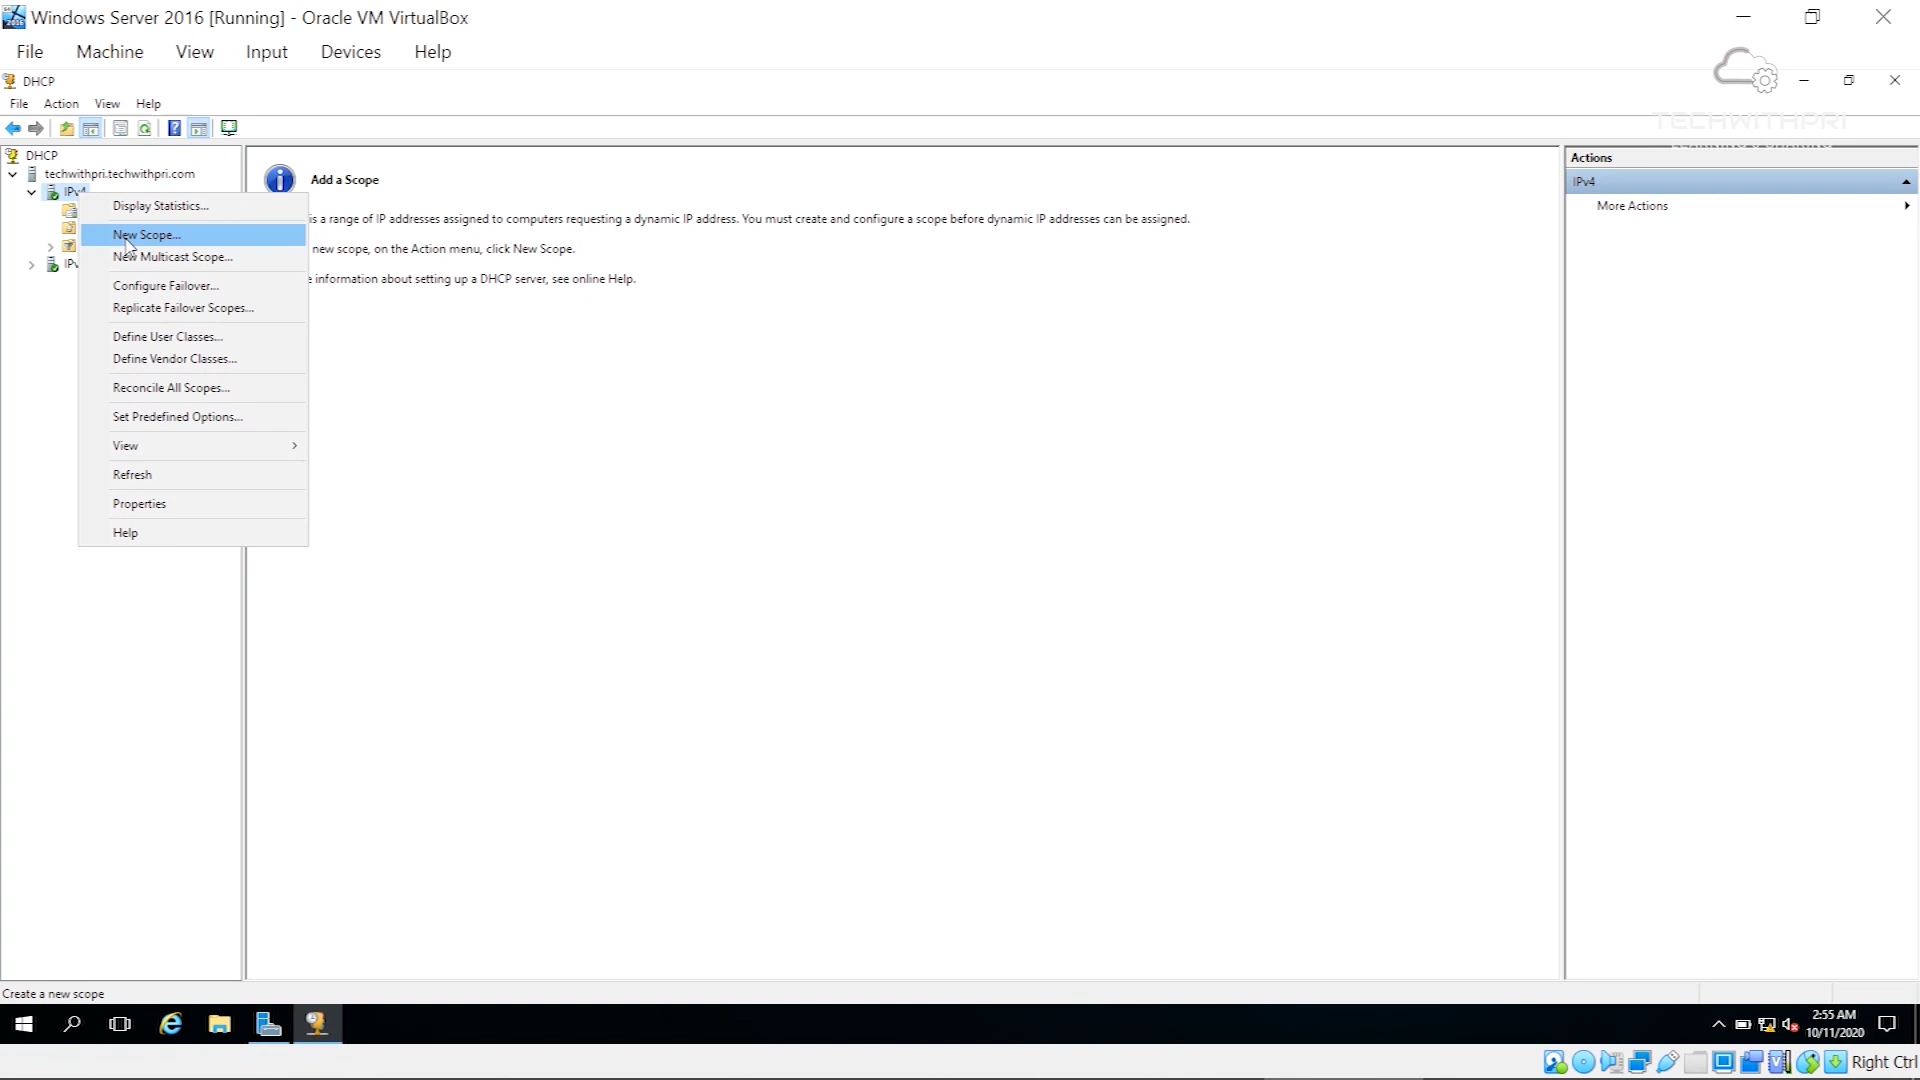 Windows Server 2016 [Running] - Oracle VM VirtualBox
File Machine View Input Devices Help
DHCP
File Action View Help
TECHWITHPRI
DHCP
techwithpri.techwithpri.com
IPv4
Display Statistics...
New Scope...
New Multicast Scope...
Configure Failover...
Replicate Failover Scopes...
Define User Classes...
Define Vendor Classes...
Reconcile All Scopes...
Set Predefined Options...
View
Refresh
Properties
Help
Add a Scope
is a range of IP addresses assigned to computers requesting a dynamic IP address. You must create and configure a scope before dynamic IP addresses can be assigned.
new scope, on the Action menu, click New Scope.
information about setting up a DHCP server, see online Help.
Actions
IPv4
More Actions
Create a new scope
2:55 AM
10/11/2020
Right Ctrl